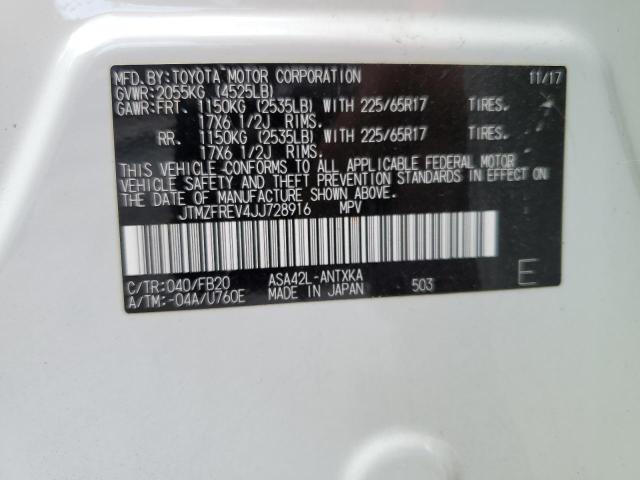 MFD.BY:TOYOTA MOTOR CORPORATION 11/17
GVWR:2055KG (4525LB)
GAWR:FRT. 1150KG (2535LB) WITH 225/65R17 TIRES.
17X6 1/2J RIMS.
RR. 1150KG (2535LB) WITH 225/65R17 TIRES.
17X6 1/2J RIMS.
THIS VEHICLE CONFORMS TO ALL APPLICABLE FEDERAL MOTOR
VEHICLE SAFETY AND THEFT PREVENTION STANDARDS IN EFFECT ON
THE DATE OF MANUFACTURE SHOWN ABOVE.
JTMZFREV4JJ728916 MPV
C/TR:040/FB20 ASA42L-ANTXKA
A/TM:-04A/U760E MADE IN JAPAN 503 E